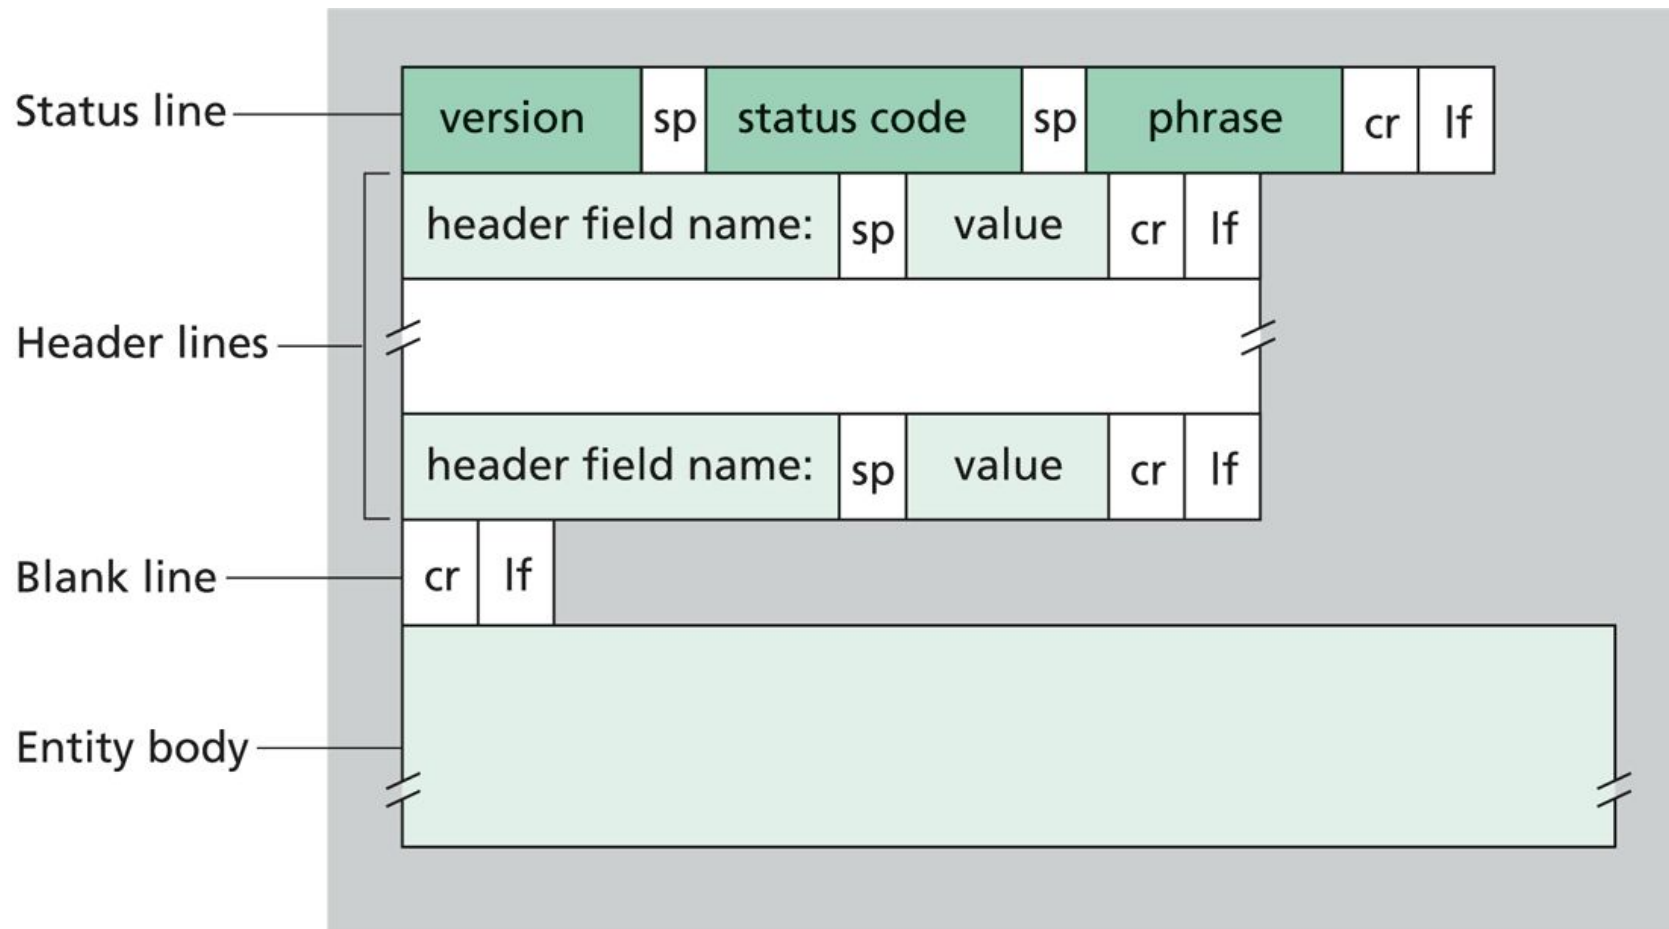 Status line version sp status code sp phrase cr lf
header field name: sp value cr lf
Header lines
header field name: sp value cr lf
Blank line cr lf
Entity body